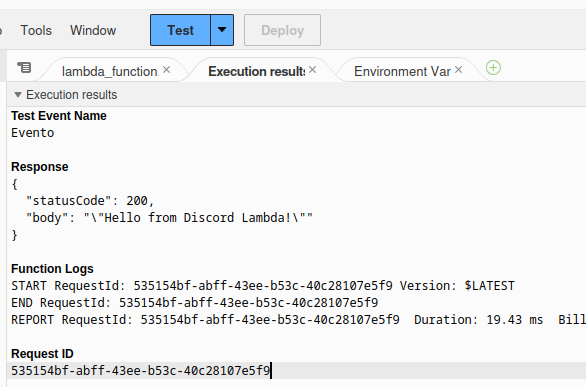 Tools Window Test Deploy
lambda_function Execution results Environment Var
Execution results
Test Event Name
Evento
Response
{
"statusCode": 200,
"body": "\"Hello from Discord Lambda!\""
}
Function Logs
START RequestId: 535154bf-abff-43ee-b53c-40c28107e5f9 Version: $LATEST
END RequestId: 535154bf-abff-43ee-b53c-40c28107e5f9
REPORT RequestId: 535154bf-abff-43ee-b53c-40c28107e5f9 Duration: 19.43 ms Bill
Request ID
535154bf-abff-43ee-b53c-40c28107e5f9